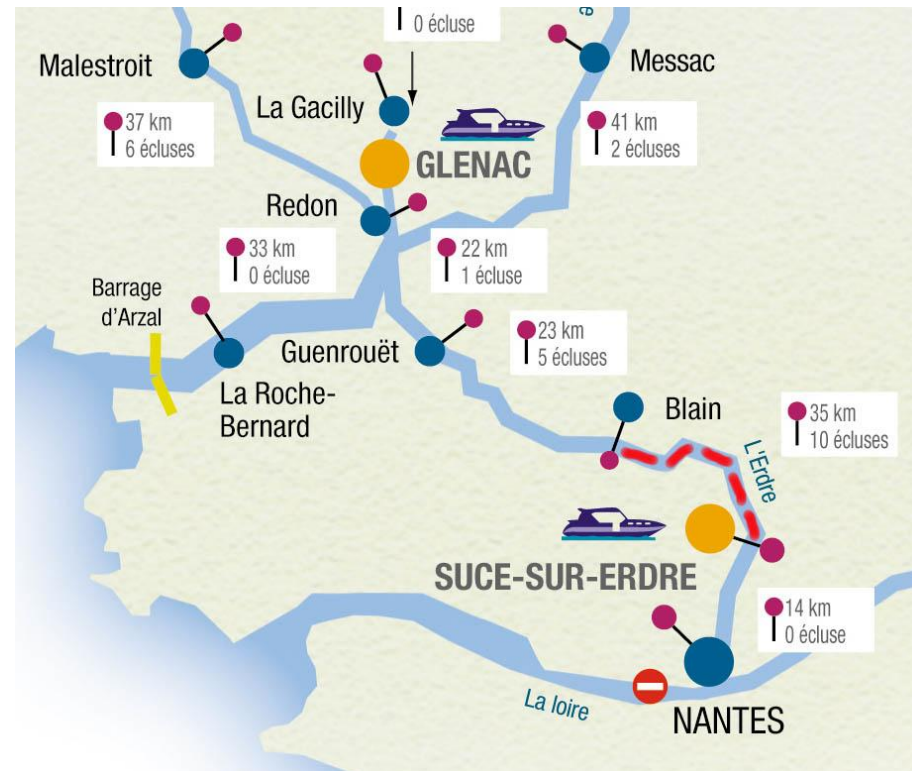 0 écluse
Malestroit
Messac
La Gacilly
37 km
6 écluses
41 km
2 écluses
GLENAC
Redon
33 km
0 écluse
22 km
1 écluse
Barrage
d'Arzal
23 km
5 écluses
Guenrouët
La Roche-
Bernard
Blain
35 km
10 écluses
L'Erdre
SUCE-SUR-ERDRE
14 km
0 écluse
La loire
NANTES